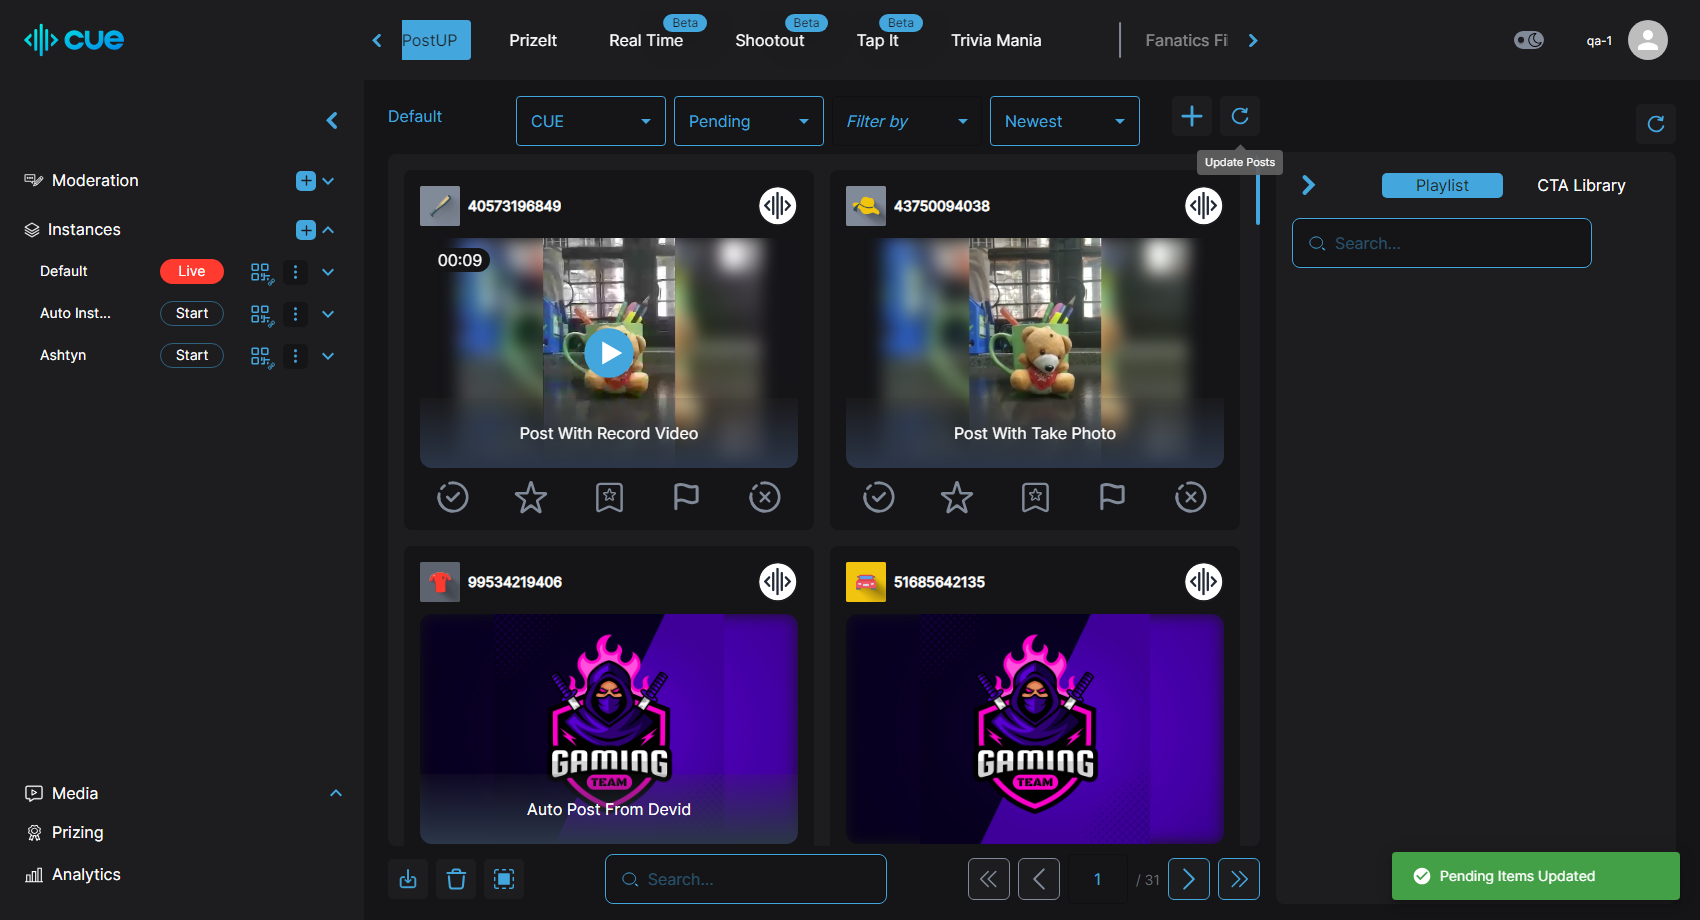 cue
PostUP
PrizeIt
Real Time
Beta
Shootout
Beta
Tap It
Beta
Trivia Mania
Fanatics Fi
qa-1
Default
CUE
Pending
Filter by
Newest
Update Posts
Moderation
Instances
Default
Live
Auto Inst...
Start
Ashtyn
Start
Media
Prizing
Analytics
40573196849
00:09
Post With Record Video
43750094038
Post With Take Photo
99534219406
GAMING
TEAM
Auto Post From Devid
51685642135
GAMING
TEAM
Search...
1
/ 31
Playlist
CTA Library
Search...
Pending Items Updated